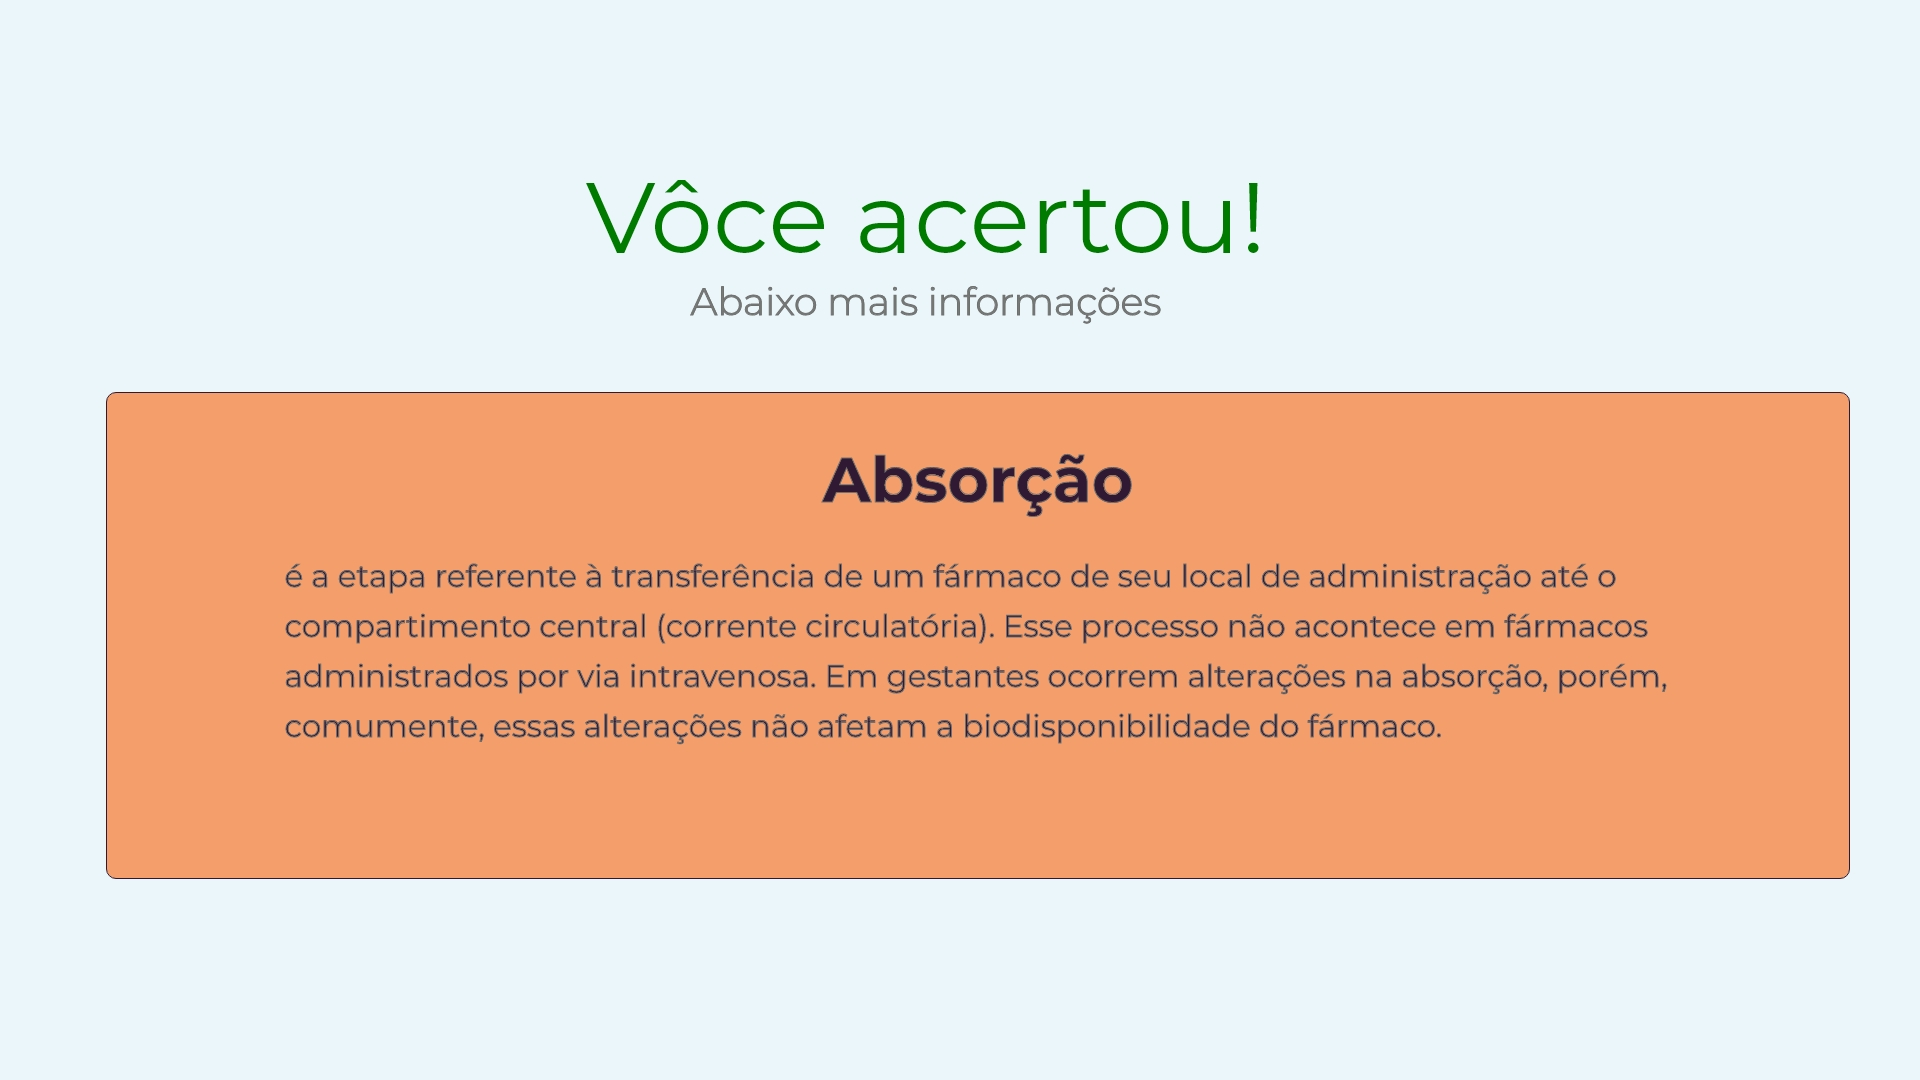 Vôce acertou!
Abaixo mais informações
Absorção
é a etapa referente à transferência de um fármaco de seu local de administração até o
compartimento central (corrente circulatória). Esse processo não acontece em fármacos
administrados por via intravenosa. Em gestantes ocorrem alterações na absorção, porém,
comumente, essas alterações não afetam a biodisponibilidade do fármaco.